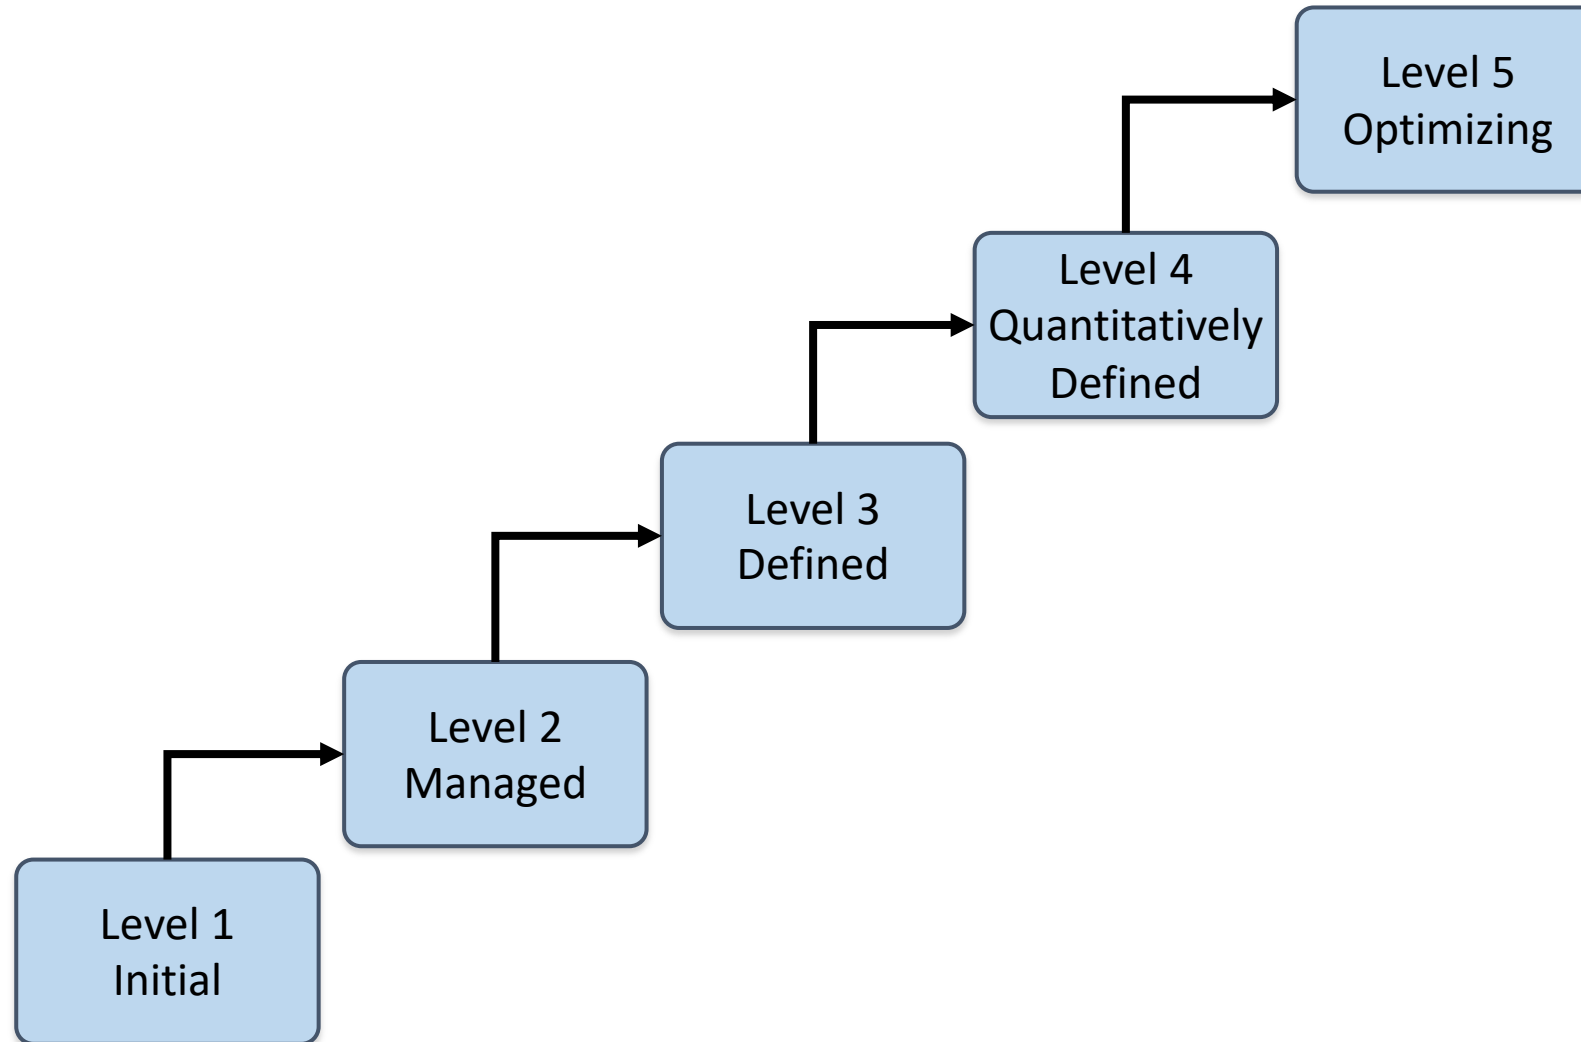 Level 5
Optimizing
Level 4
Quantitatively
Defined
Level 3
Defined
Level 2
Managed
Level 1
Initial